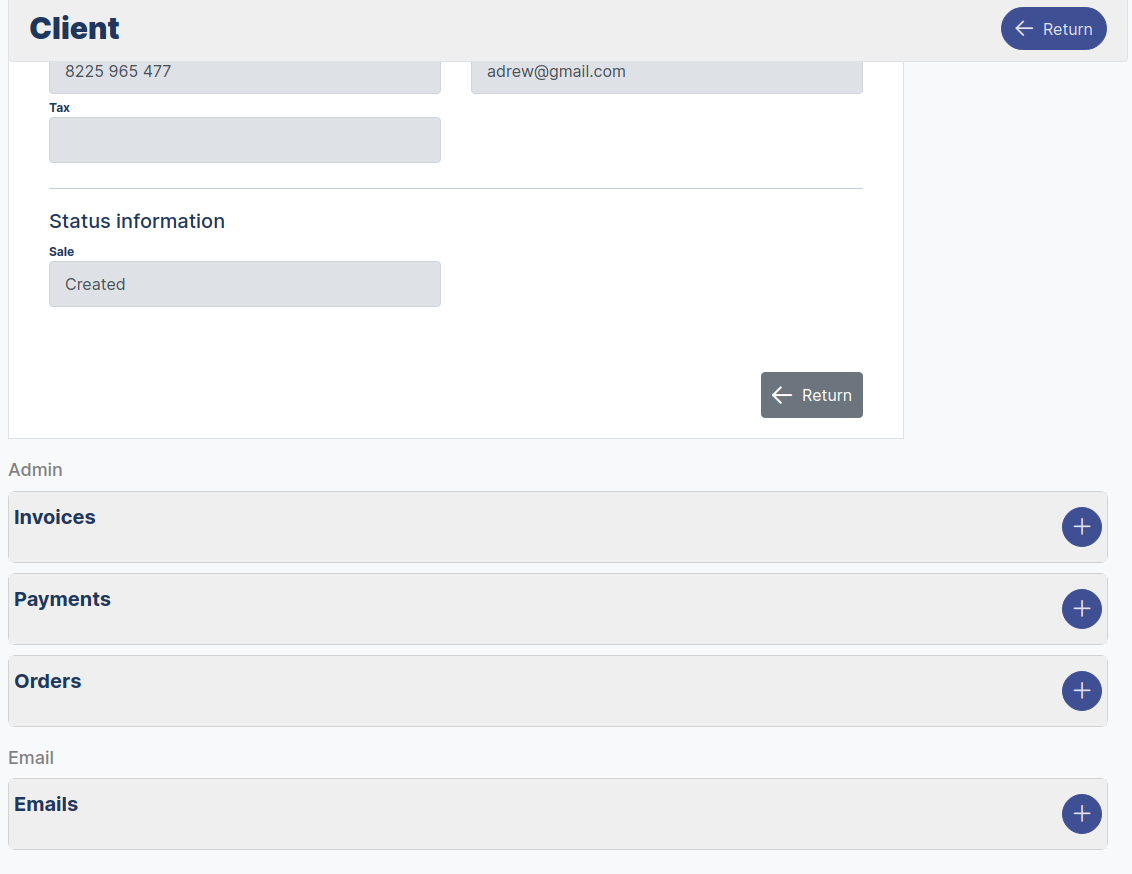 Client
Return
8225 965 477
adrew@gmail.com
Tax
Status information
Sale
Created
Return
Admin
Invoices
Payments
Orders
Email
Emails